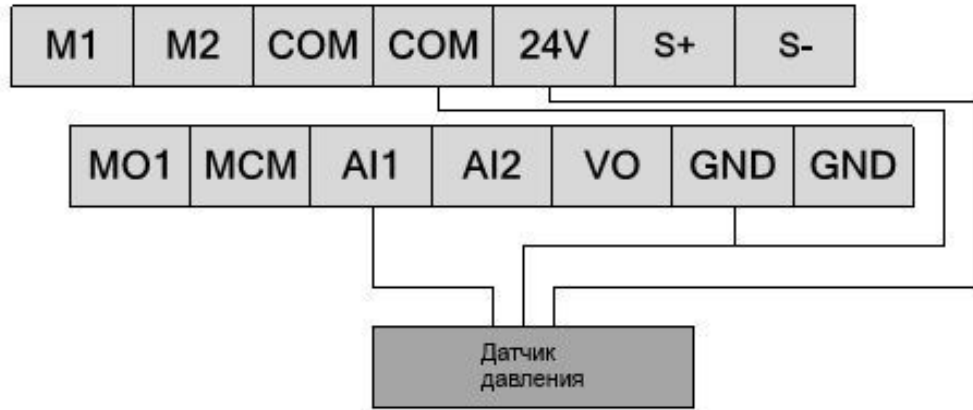 M1 M2 COM COM 24V S+ S-
MO1 MCM AI1 AI2 VO GND GND
Датчик
давления